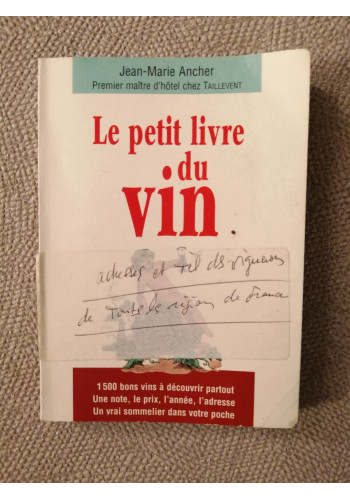 Jean-Marie Ancher
Premier maître d'hôtel chez TAILLEVENT
Le petit livre
du
vin
adresses et tel des vignerons
de toutes les régions de France
1500 bons vins à découvrir partout
Une note, le prix, l'année, l'adresse
Un vrai sommelier dans votre poche